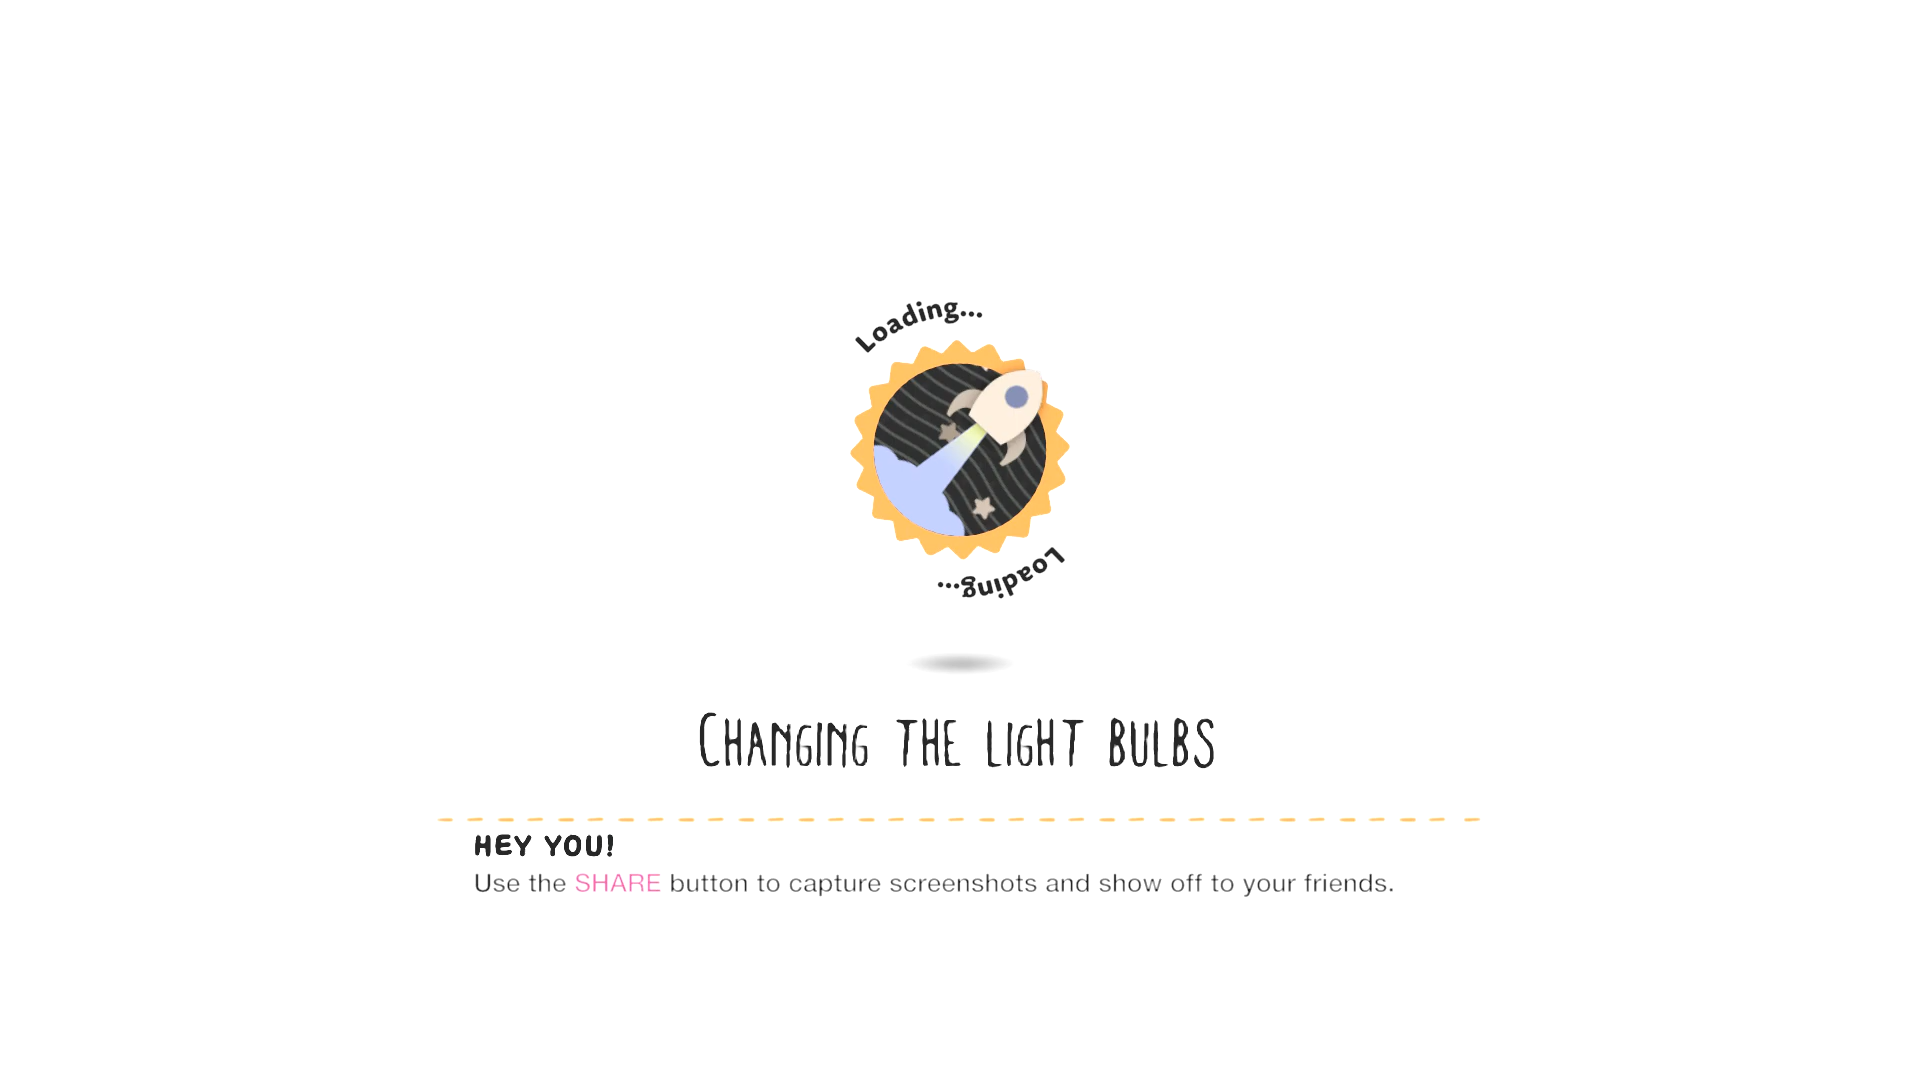 Loading...
Loading...
CHANGING THE LIGHT BULBS
HEY YOU!
Use the SHARE button to capture screenshots and show off to your friends.